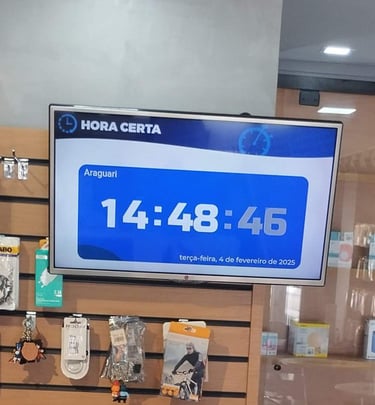 HORA CERTA
Araguari
14:48:46
terça-feira, 4 de fevereiro de 2025